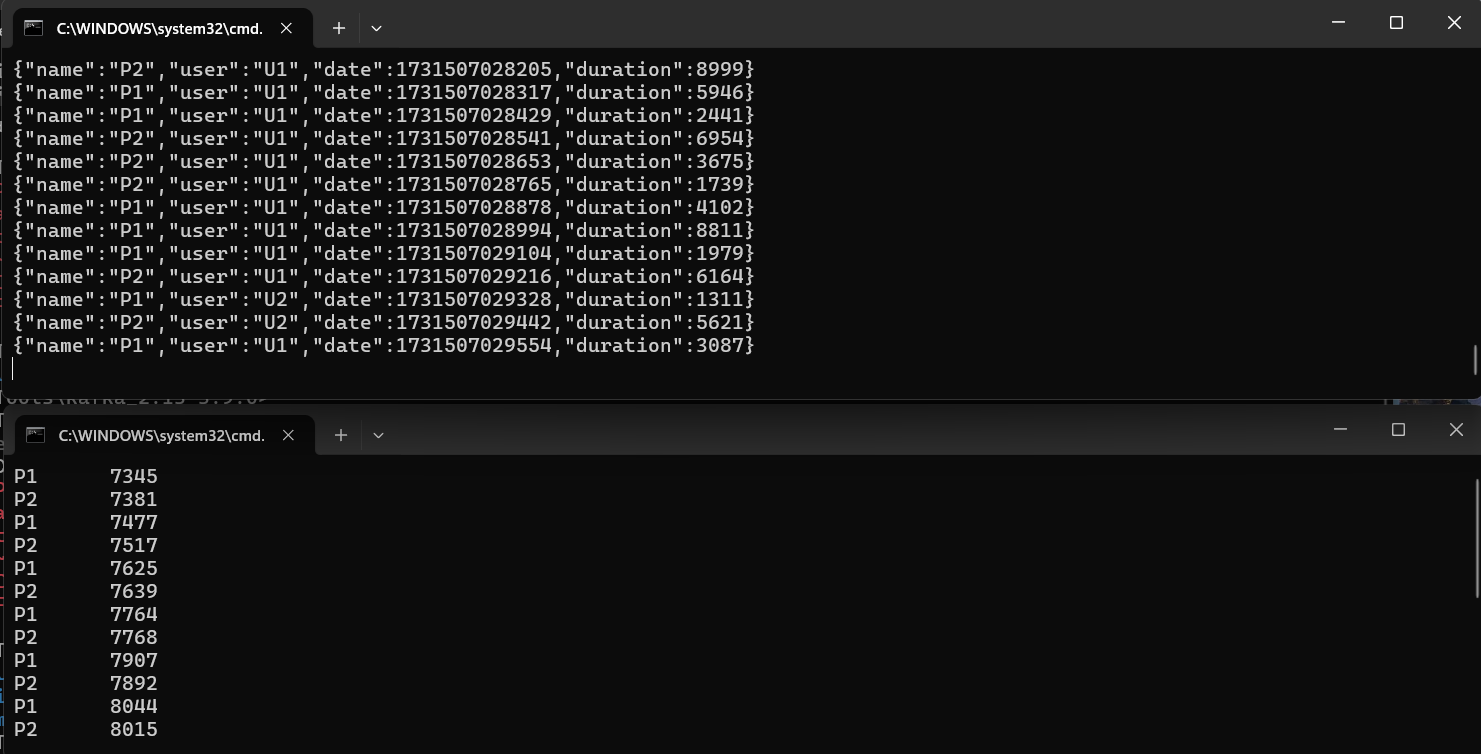 C:\WINDOWS\system32\cmd.
{"name":"P2","user":"U1","date":1731507028205,"duration":8999}
{"name":"P1","user":"U1","date":1731507028317,"duration":5946}
{"name":"P1","user":"U1","date":1731507028429,"duration":2441}
{"name":"P2","user":"U1","date":1731507028541,"duration":6954}
{"name":"P2","user":"U1","date":1731507028653,"duration":3675}
{"name":"P2","user":"U1","date":1731507028765,"duration":1739}
{"name":"P1","user":"U1","date":1731507028878,"duration":4102}
{"name":"P1","user":"U1","date":1731507028994,"duration":8811}
{"name":"P1","user":"U1","date":1731507029104,"duration":1979}
{"name":"P2","user":"U1","date":1731507029216,"duration":6164}
{"name":"P1","user":"U2","date":1731507029328,"duration":1311}
{"name":"P2","user":"U2","date":1731507029442,"duration":5621}
{"name":"P1","user":"U1","date":1731507029554,"duration":3087}
C:\WINDOWS\system32\cmd.
P1 7345
P2 7381
P1 7477
P2 7517
P1 7625
P2 7639
P1 7764
P2 7768
P1 7907
P2 7892
P1 8044
P2 8015